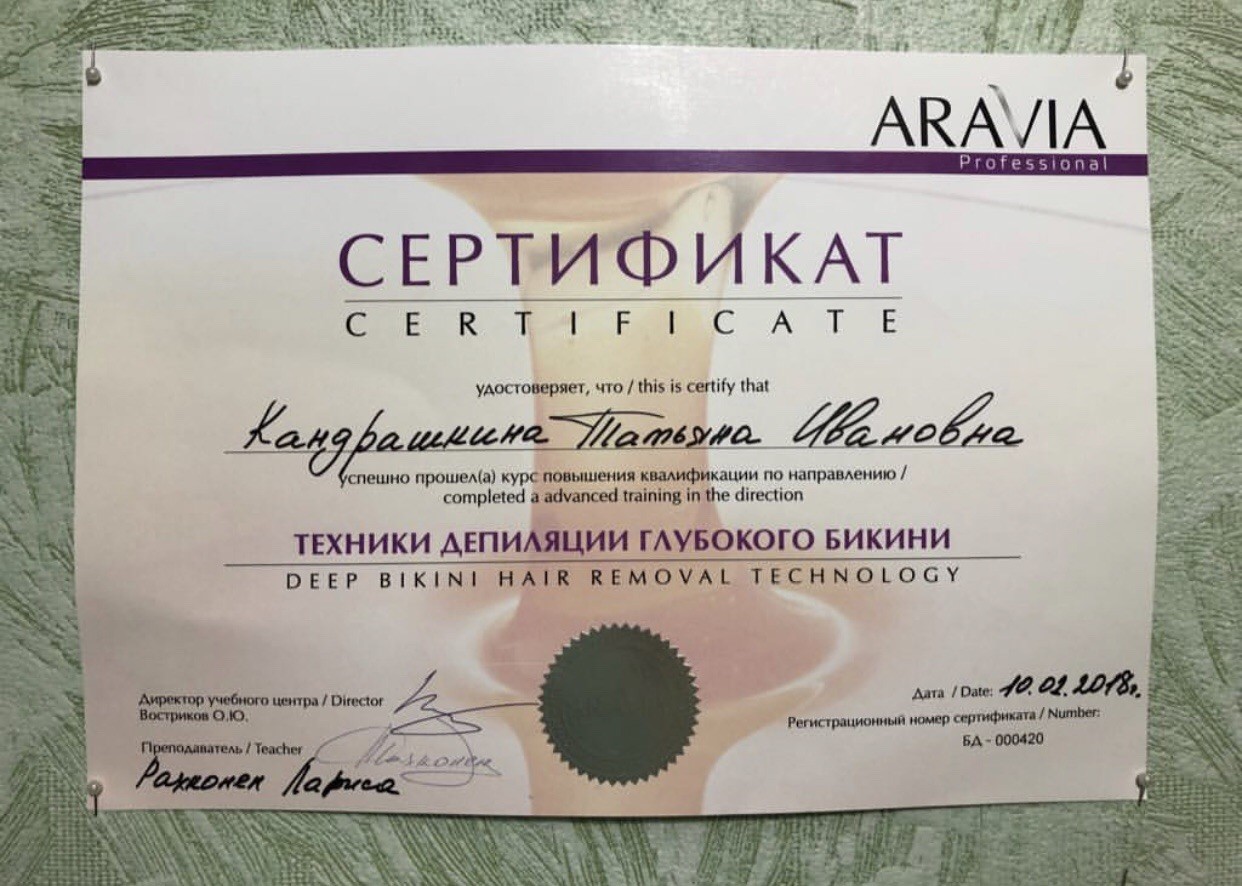 ARAVIA
Professional
СЕРТИФИКАТ
CERTIFICATE
удостоверяет, что / this is certify that
Кандрашкина Татьяна Ивановна
успешно прошел(а) курс повышения квалификации по направлению /
completed a advanced training in the direction
ТЕХНИКИ ДЕПИЛЯЦИИ ГЛУБОКОГО БИКИНИ
DEEP BIKINI HAIR REMOVAL TECHNOLOGY
Директор учебного центра / Director
Востриков О.Ю.
Преподаватель / Teacher
Рахконен Лариса
Дата / Date: 10.02.2018г.
Регистрационный номер сертификата / Number:
БД - 000420